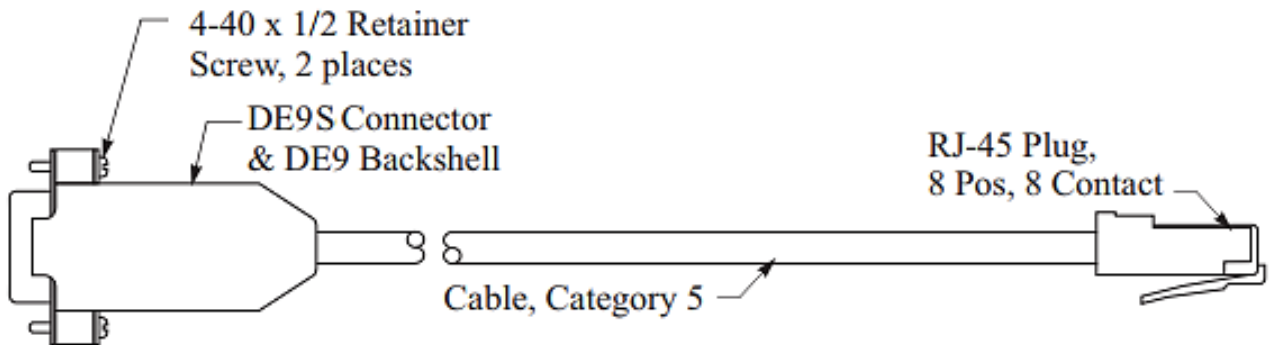 4-40 x 1/2 Retainer
Screw, 2 places
DE9S Connector
& DE9 Backshell
RJ-45 Plug,
8 Pos, 8 Contact
Cable, Category 5